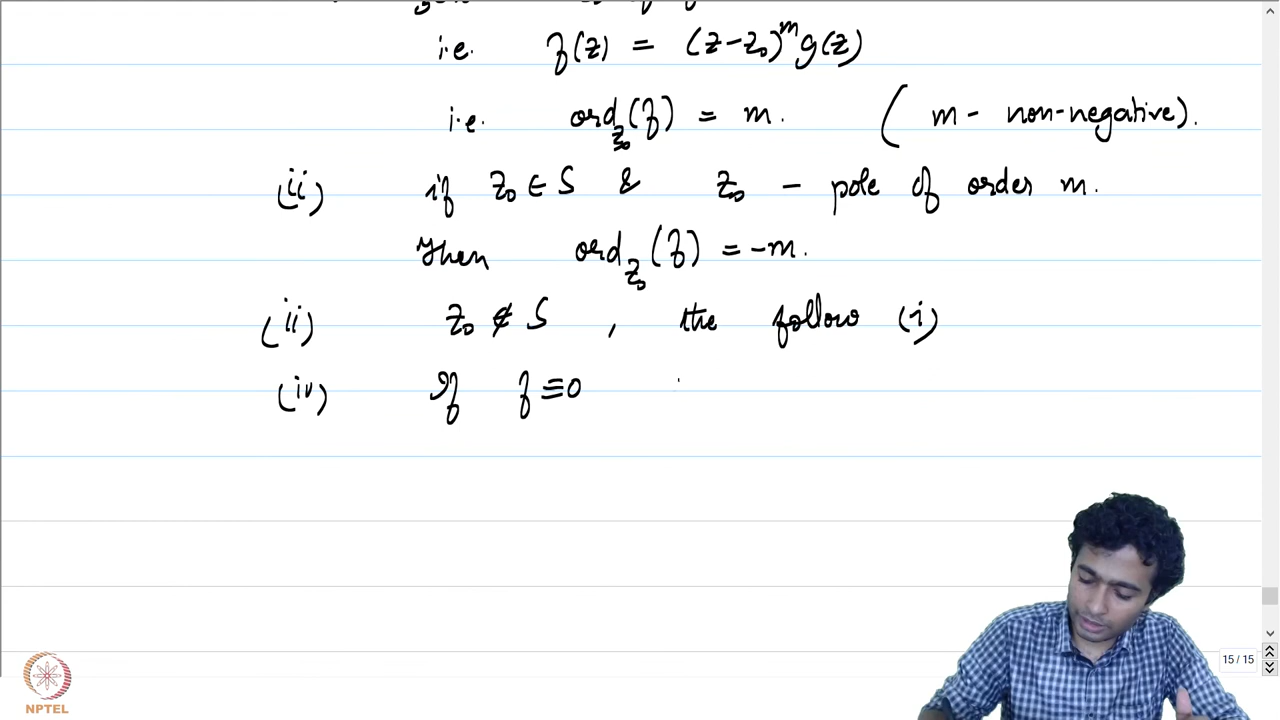 i.e. f(z) = (z-z₀)ᵐ g(z)
i.e. ord_z₀(f) = m. ( m - non-negative).
(ii) if z₀ ∈ S & z₀ - pole of order m.
Then ord_z₀(f) = -m.
(ii) z₀ ∉ S , the follow (i)
(iv) If f ≡ 0
15 / 15
NPTEL